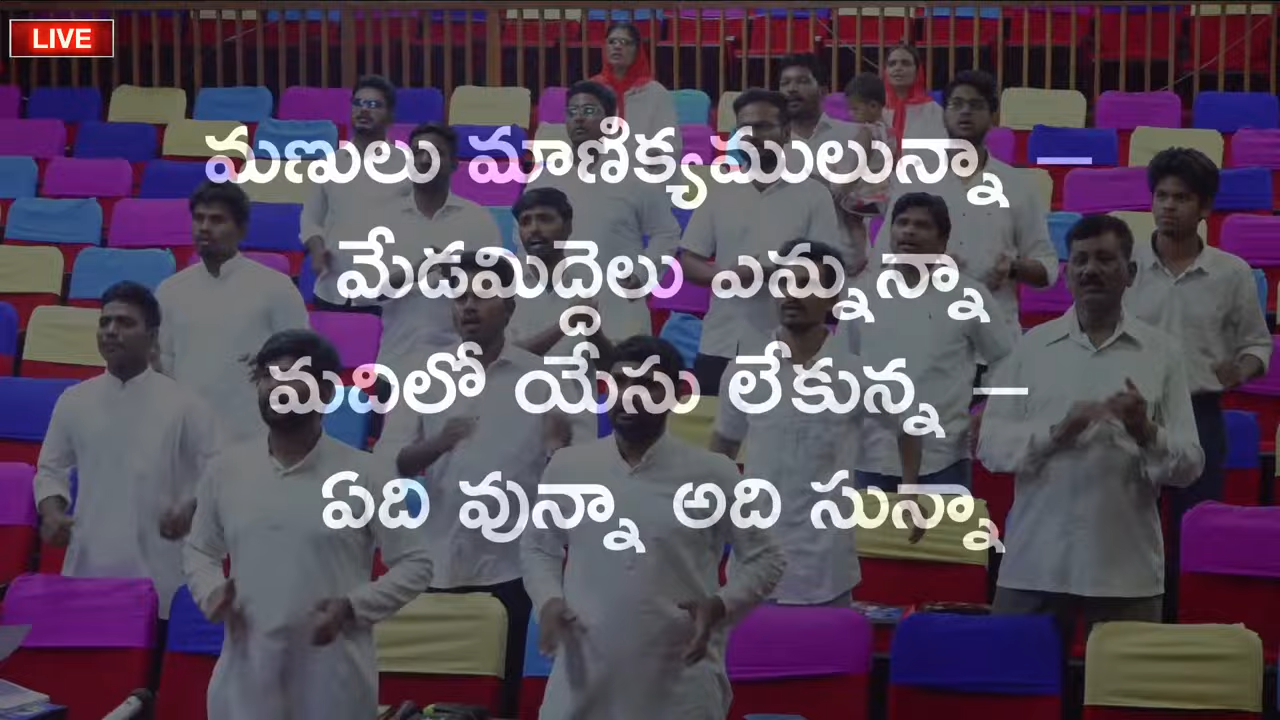 LIVE
మణులు మాణిక్యములున్నా –
మేడమిద్దెలు ఎన్నున్నా
మదిలో యేసు లేకున్న –
ఏది వున్నా అది సున్నా